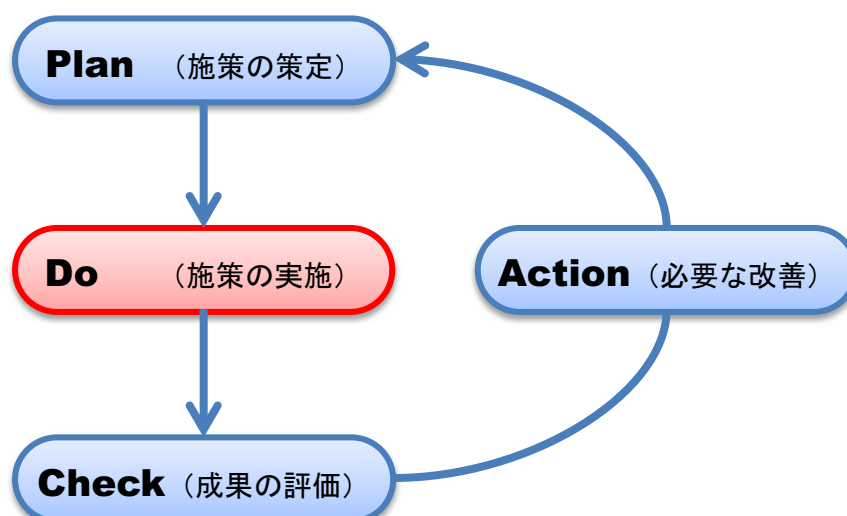 Plan （施策の策定）
Do （施策の実施）
Action （必要な改善）
Check （成果の評価）